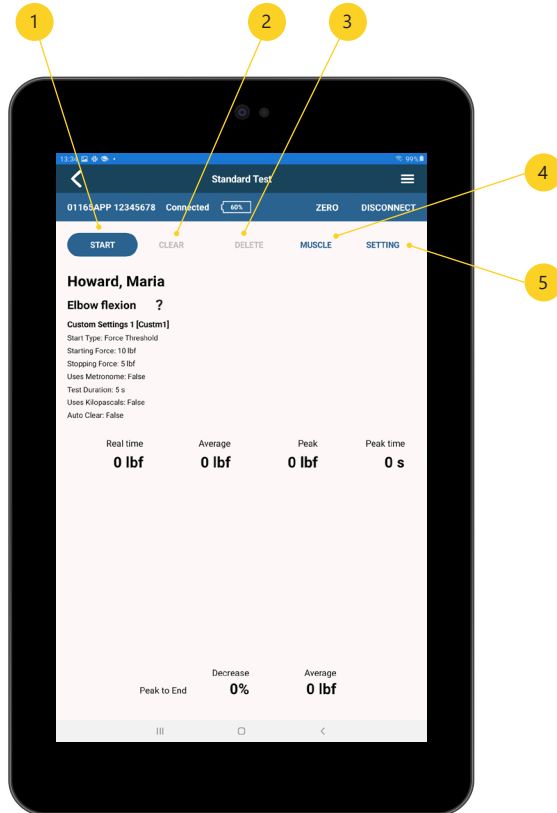 1
2
3
13:34 99%
Standard Test
4
01165APP 12345678 Connected 60% ZERO DISCONNECT
START CLEAR DELETE MUSCLE SETTING
5
Howard, Maria
Elbow flexion ?
Custom Settings 1 [Custm1]
Start Type: Force Threshold
Starting Force: 10 lbf
Stopping Force: 5 lbf
Uses Metronome: False
Test Duration: 5 s
Uses Kilopascals: False
Auto Clear: False
Real time Average Peak Peak time
0 lbf 0 lbf 0 lbf 0 s
Decrease Average
Peak to End 0% 0 lbf